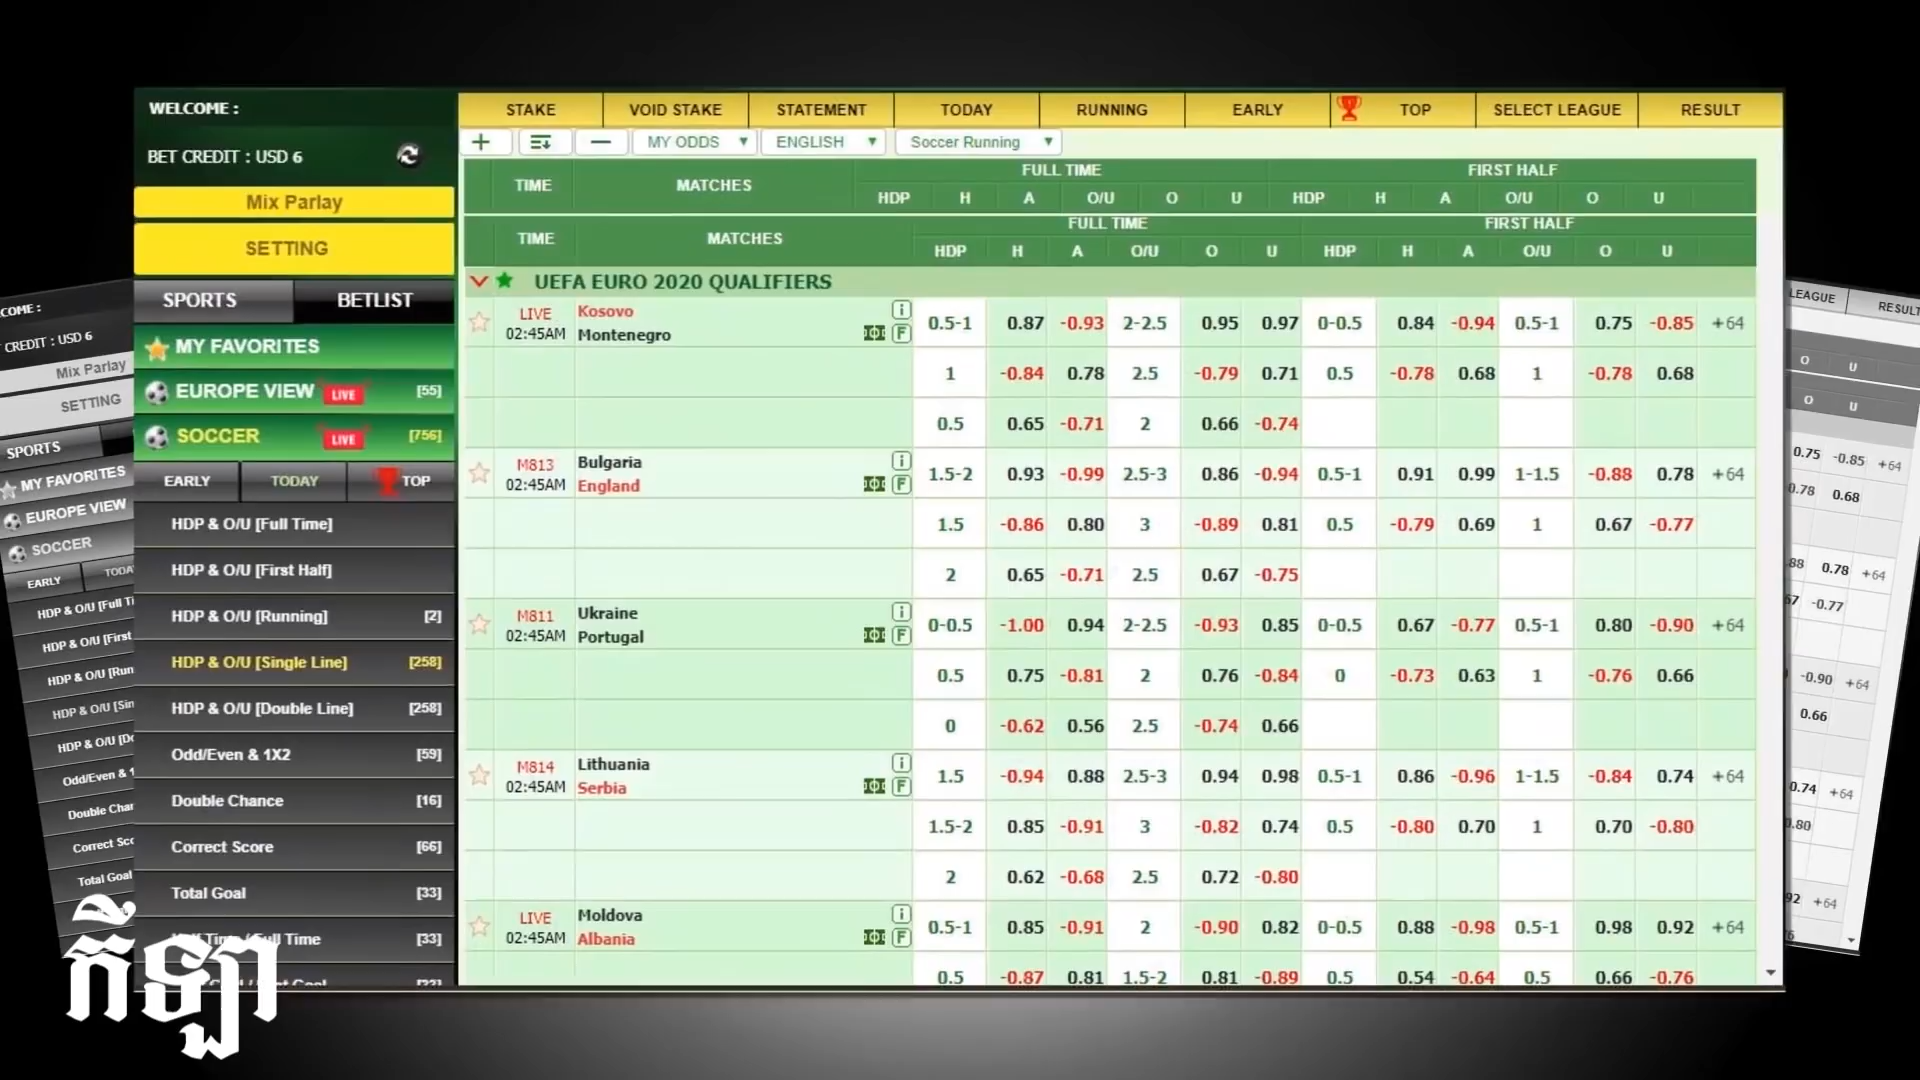 WELCOME :
BET CREDIT : USD 6
Mix Parlay
SETTING
SPORTS BETLIST
MY FAVORITES
EUROPE VIEW LIVE [55]
SOCCER LIVE [756]
EARLY TODAY TOP
HDP & O/U [Full Time]
HDP & O/U [First Half]
HDP & O/U [Running] [2]
HDP & O/U [Single Line] [258]
HDP & O/U [Double Line] [258]
Odd/Even & 1X2 [59]
Double Chance [16]
Correct Score [66]
Total Goal [33]
[33]
កីឡា
STAKE VOID STAKE STATEMENT TODAY RUNNING EARLY TOP SELECT LEAGUE RESULT
MY ODDS ENGLISH Soccer Running
TIME MATCHES FULL TIME FIRST HALF
HDP H A O/U O U HDP H A O/U O U
TIME MATCHES FULL TIME FIRST HALF
HDP H A O/U O U HDP H A O/U O U
UEFA EURO 2020 QUALIFIERS
LIVE Kosovo
02:45AM Montenegro F 0.5-1 0.87 -0.93 2-2.5 0.95 0.97 0-0.5 0.84 -0.94 0.5-1 0.75 -0.85 +64
1 -0.84 0.78 2.5 -0.79 0.71 0.5 -0.78 0.68 1 -0.78 0.68
0.5 0.65 -0.71 2 0.66 -0.74
M813 Bulgaria
02:45AM England F 1.5-2 0.93 -0.99 2.5-3 0.86 -0.94 0.5-1 0.91 0.99 1-1.5 -0.88 0.78 +64
1.5 -0.86 0.80 3 -0.89 0.81 0.5 -0.79 0.69 1 0.67 -0.77
2 0.65 -0.71 2.5 0.67 -0.75
M811 Ukraine
02:45AM Portugal F 0-0.5 -1.00 0.94 2-2.5 -0.93 0.85 0-0.5 0.67 -0.77 0.5-1 0.80 -0.90 +64
0.5 0.75 -0.81 2 0.76 -0.84 0 -0.73 0.63 1 -0.76 0.66
0 -0.62 0.56 2.5 -0.74 0.66
M814 Lithuania
02:45AM Serbia F 1.5 -0.94 0.88 2.5-3 0.94 0.98 0.5-1 0.86 -0.96 1-1.5 -0.84 0.74 +64
1.5-2 0.85 -0.91 3 -0.82 0.74 0.5 -0.80 0.70 1 0.70 -0.80
2 0.62 -0.68 2.5 0.72 -0.80
LIVE Moldova
02:45AM Albania F 0.5-1 0.85 -0.91 2 -0.90 0.82 0-0.5 0.88 -0.98 0.5-1 0.98 0.92 +64
0.5 -0.87 0.81 1.5-2 0.81 -0.89 0.5 0.54 -0.64 0.5 0.66 -0.76